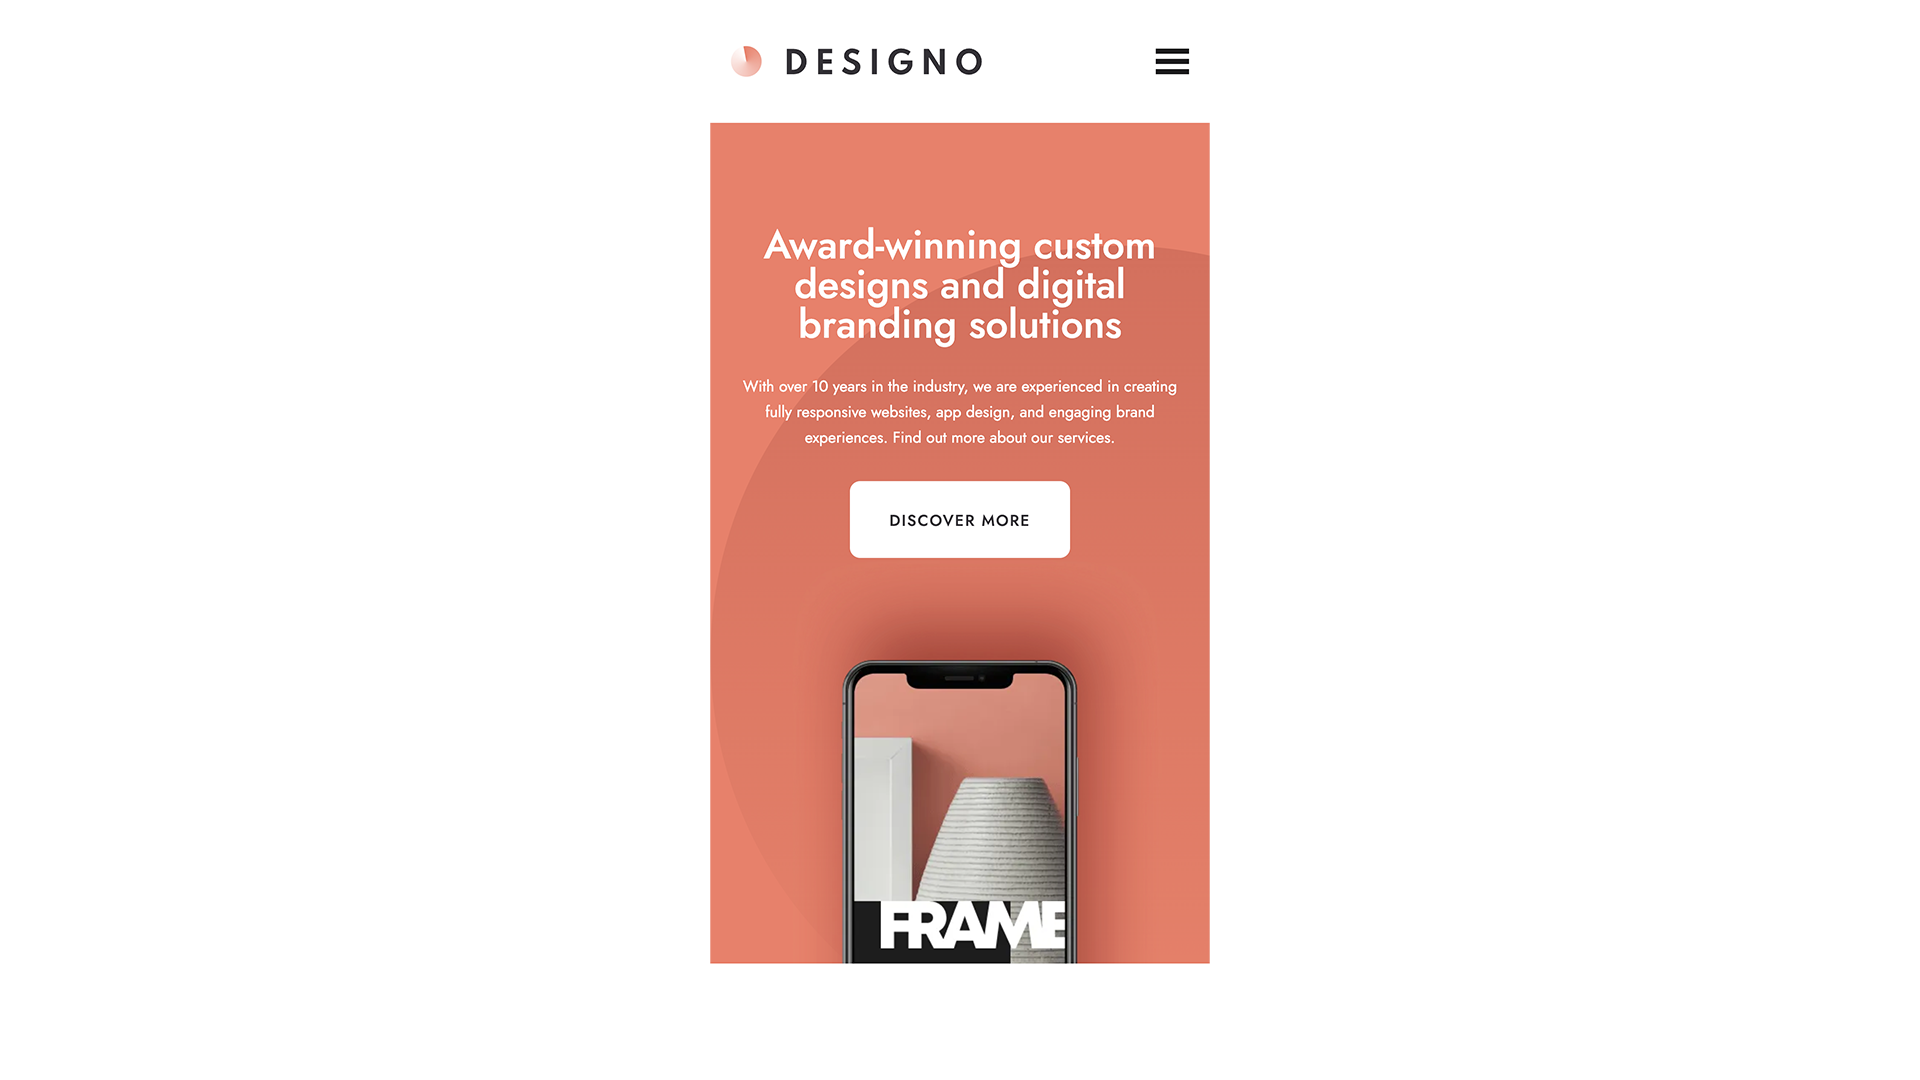 DESIGNO
Award-winning custom
designs and digital
branding solutions
With over 10 years in the industry, we are experienced in creating
fully responsive websites, app design, and engaging brand
experiences. Find out more about our services.
DISCOVER MORE
FRAME